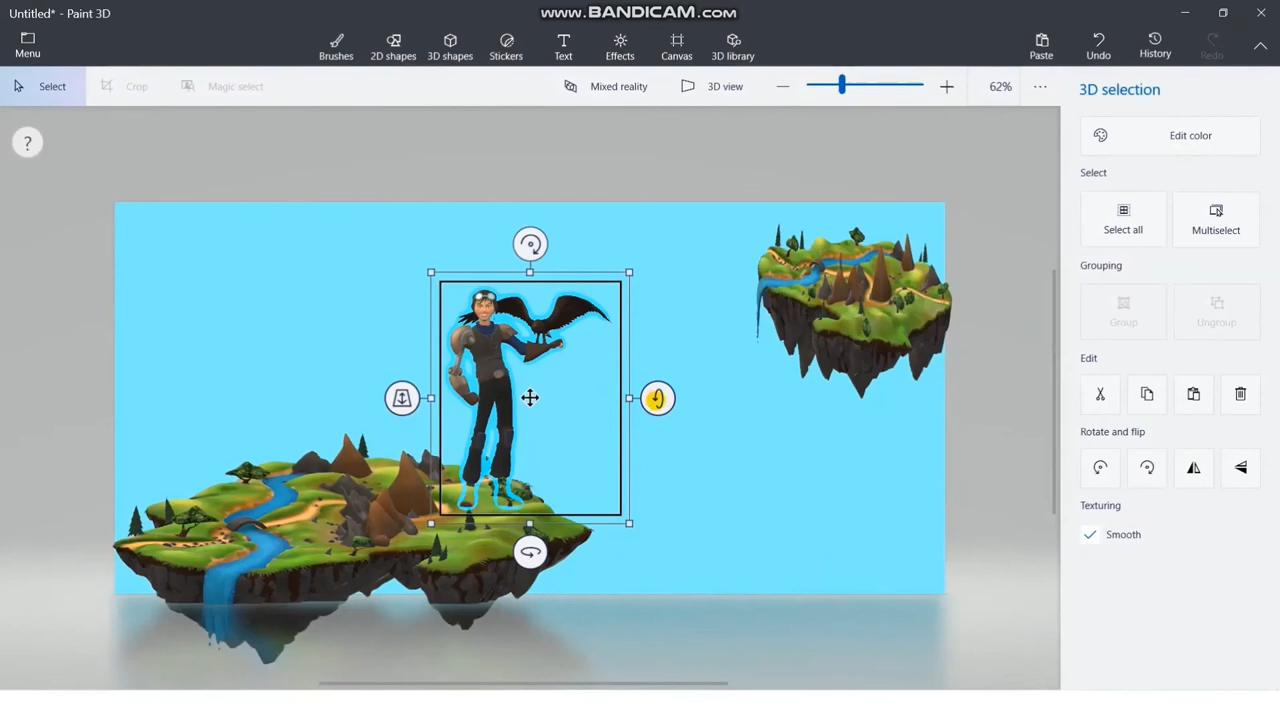 Untitled* - Paint 3D
www.BANDICAM.com
Menu
Brushes
2D shapes
3D shapes
Stickers
Text
Effects
Canvas
3D library
Paste
Undo
History
Redo
Select
Crop
Magic select
Mixed reality
3D view
62%
?
3D selection
Edit color
Select
Select all
Multiselect
Grouping
Group
Ungroup
Edit
Rotate and flip
Texturing
Smooth